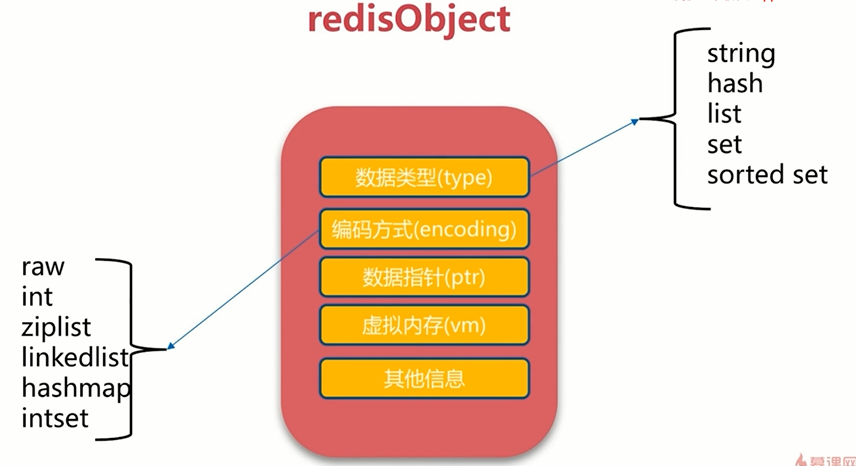 redisObject
string
hash
list
set
sorted set
数据类型(type)
编码方式(encoding)
数据指针(ptr)
虚拟内存(vm)
其他信息
raw
int
ziplist
linkedlist
hashmap
intset
慕课网